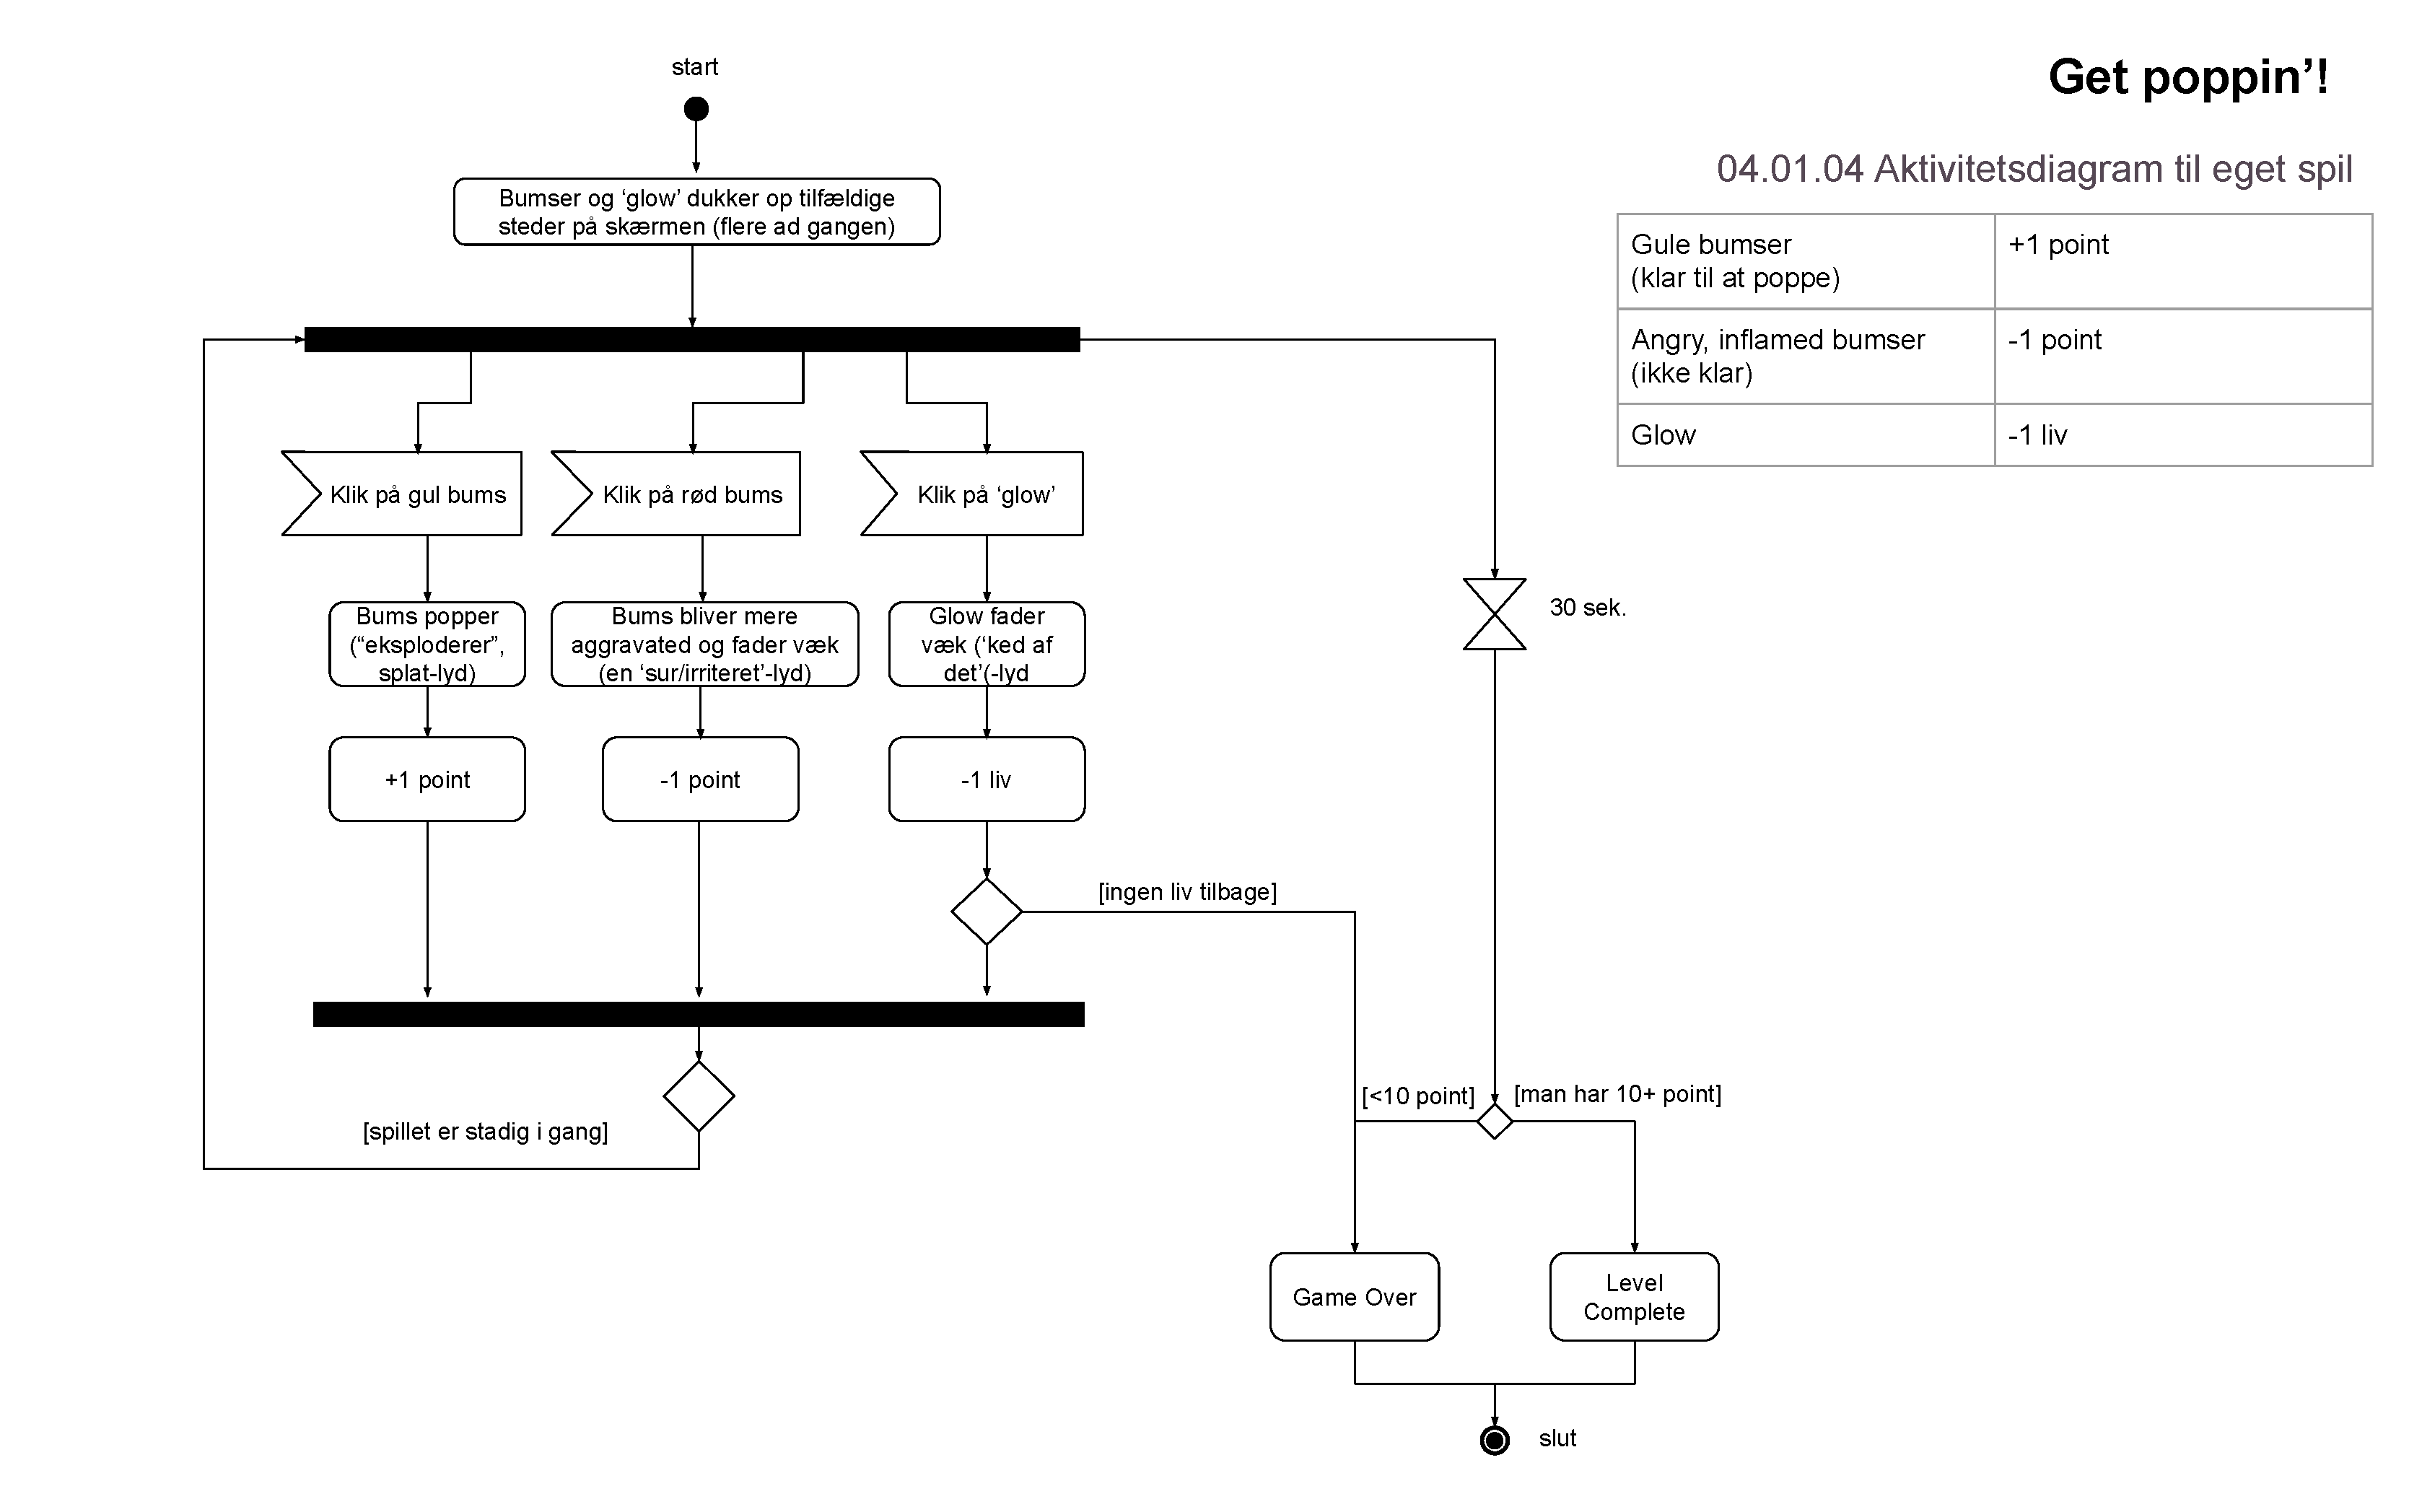 start
Get poppin’!
04.01.04 Aktivitetsdiagram til eget spil
Bumser og ‘glow’ dukker op tilfældige
steder på skærmen (flere ad gangen)
Gule bumser
(klar til at poppe)
+1 point
Angry, inflamed bumser
(ikke klar)
-1 point
Glow
-1 liv
Klik på gul bums
Klik på rød bums
Klik på ‘glow’
30 sek.
Bums popper
(“eksploderer”,
splat-lyd)
Bums bliver mere
aggravated og fader væk
(en ‘sur/irriteret’-lyd)
Glow fader
væk (‘ked af
det’(-lyd
+1 point
-1 point
-1 liv
[ingen liv tilbage]
[<10 point]
[man har 10+ point]
[spillet er stadig i gang]
Game Over
Level
Complete
slut